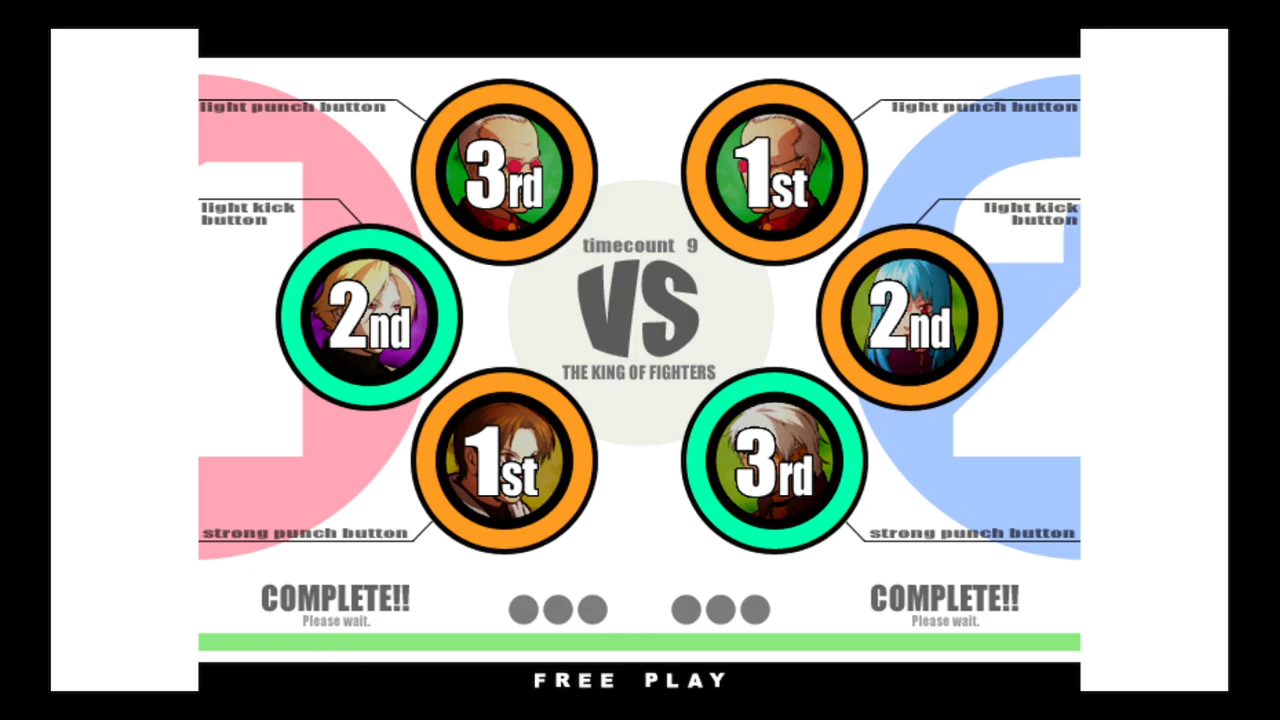 light punch button
light punch button
3rd
1st
light kick
button
light kick
button
timecount 9
2nd
VS
2nd
THE KING OF FIGHTERS
1st
3rd
strong punch button
strong punch button
COMPLETE!!
Please wait.
COMPLETE!!
Please wait.
FREE PLAY
1
2